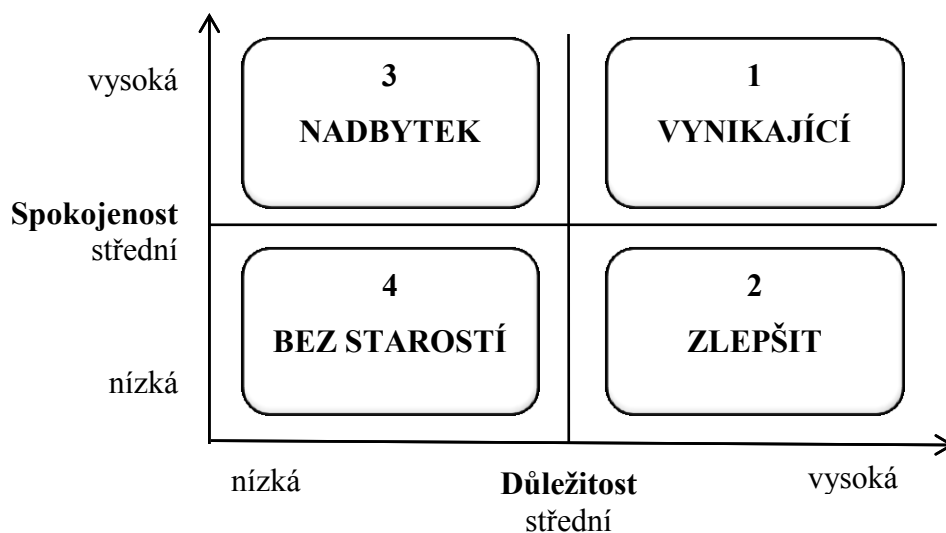 vysoká
3
NADBYTEK
1
VYNIKAJÍCÍ
Spokojenost
střední
4
BEZ STAROSTÍ
2
ZLEPŠIT
nízká
nízká
Důležitost
střední
vysoká